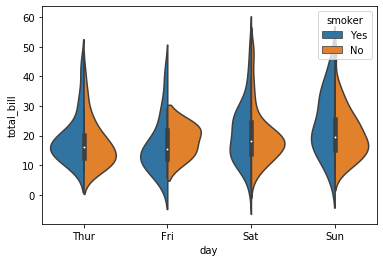 smoker
Yes
No
60
50
40
30
20
10
0
total_bill
Thur Fri Sat Sun
day